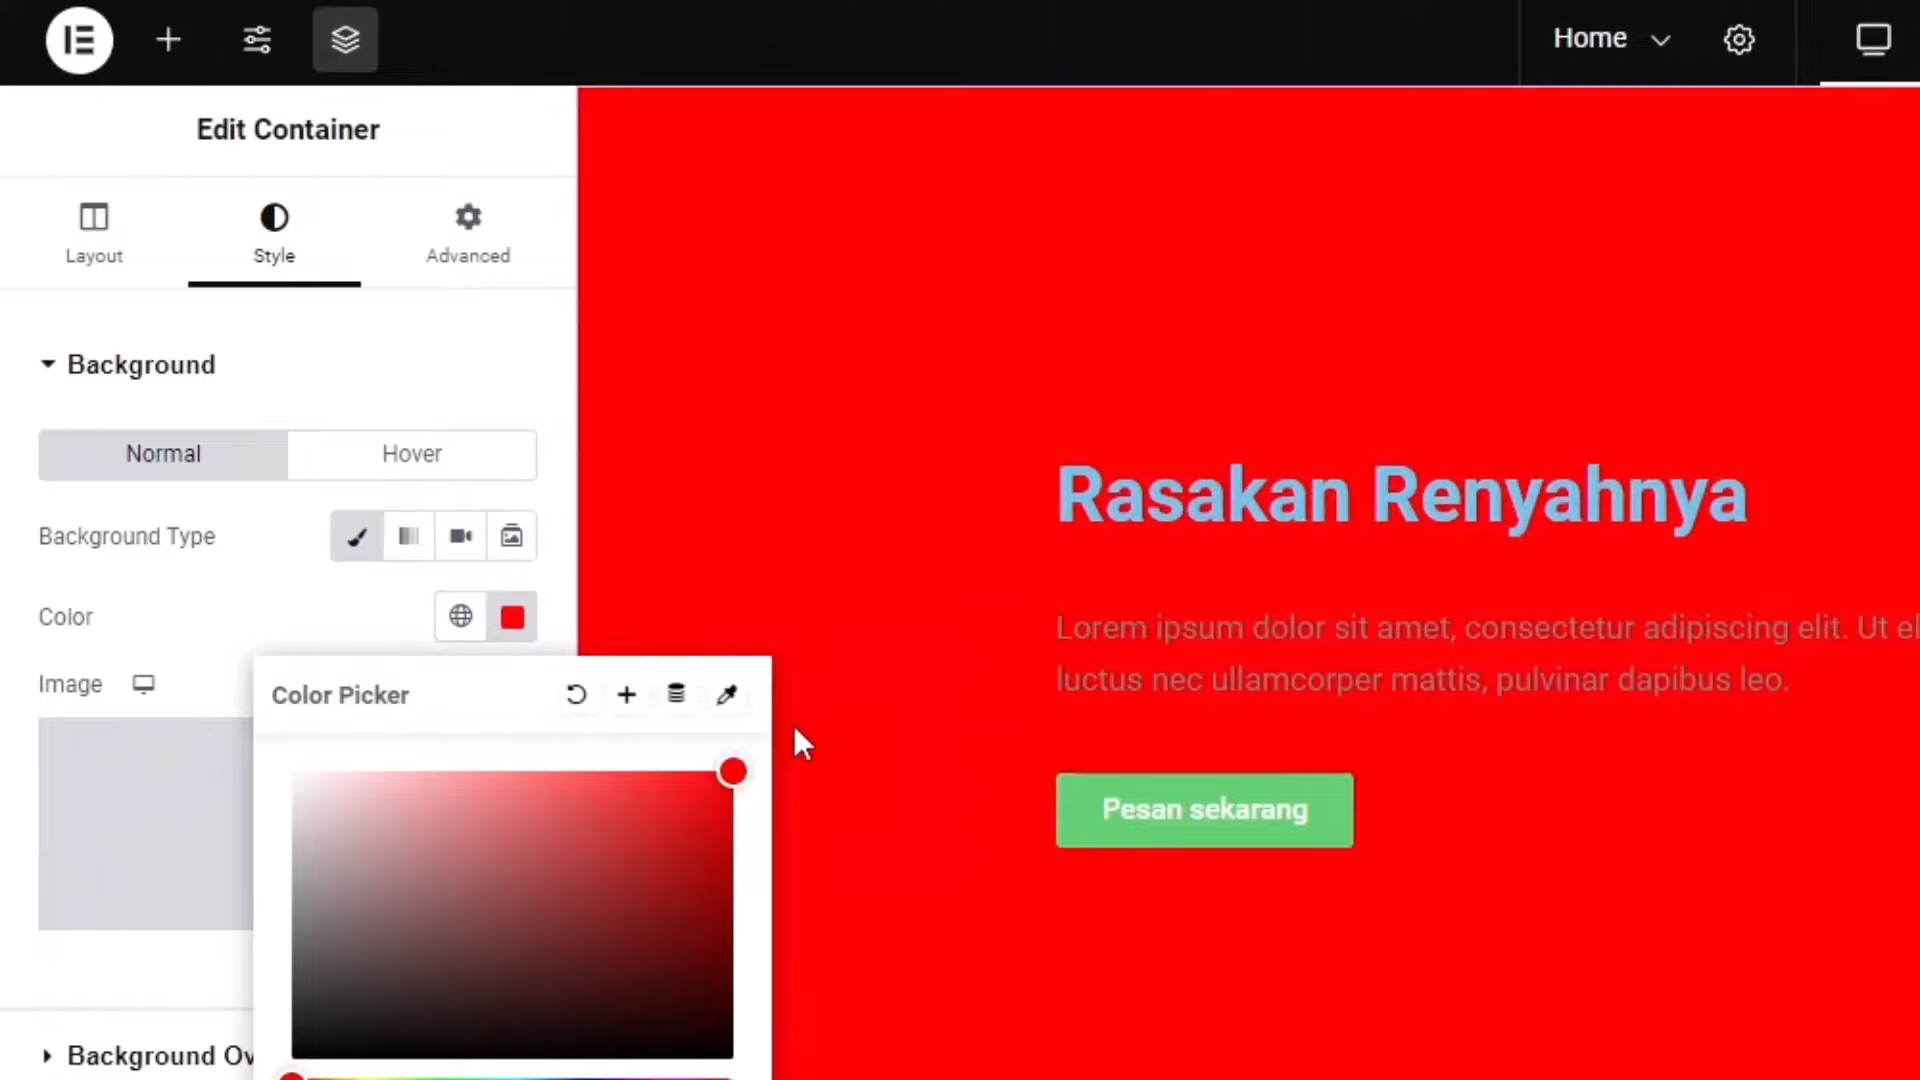 Home
Edit Container
Layout
Style
Advanced
Background
Normal
Hover
Background Type
Color
Image
Color Picker
Background Ov
Rasakan Renyahnya
Lorem ipsum dolor sit amet, consectetur adipiscing elit. Ut el
luctus nec ullamcorper mattis, pulvinar dapibus leo.
Pesan sekarang